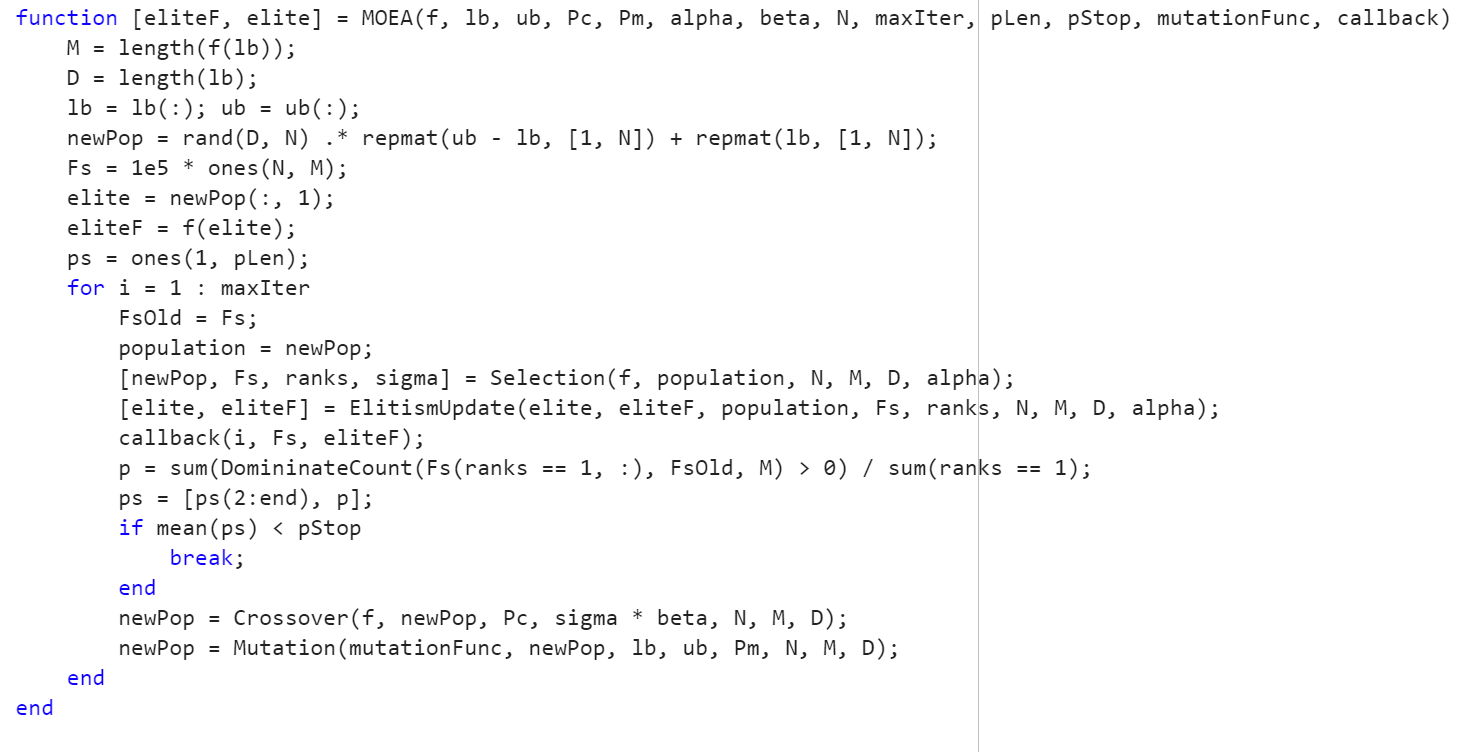 function [eliteF, elite] = MOEA(f, lb, ub, Pc, Pm, alpha, beta, N, maxIter, pLen, pStop, mutationFunc, callback)
    M = length(f(lb));
    D = length(lb);
    lb = lb(:); ub = ub(:);
    newPop = rand(D, N) .* repmat(ub - lb, [1, N]) + repmat(lb, [1, N]);
    Fs = 1e5 * ones(N, M);
    elite = newPop(:, 1);
    eliteF = f(elite);
    ps = ones(1, pLen);
    for i = 1 : maxIter
        FsOld = Fs;
        population = newPop;
        [newPop, Fs, ranks, sigma] = Selection(f, population, N, M, D, alpha);
        [elite, eliteF] = ElitismUpdate(elite, eliteF, population, Fs, ranks, N, M, D, alpha);
        callback(i, Fs, eliteF);
        p = sum(DomininateCount(Fs(ranks == 1, :), FsOld, M) > 0) / sum(ranks == 1);
        ps = [ps(2:end), p];
        if mean(ps) < pStop
            break;
        end
        newPop = Crossover(f, newPop, Pc, sigma * beta, N, M, D);
        newPop = Mutation(mutationFunc, newPop, lb, ub, Pm, N, M, D);
    end
end